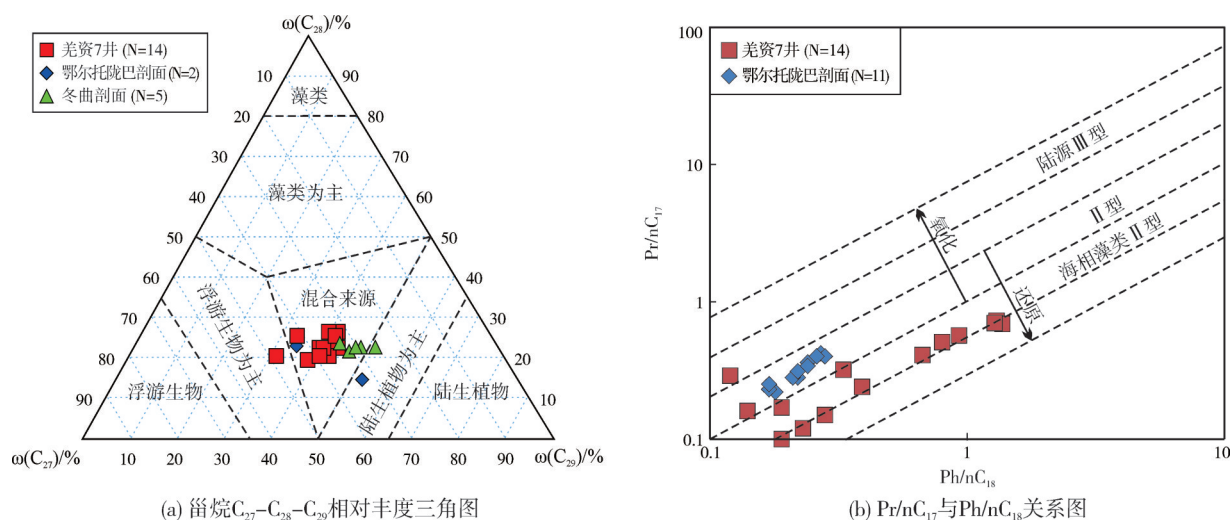 ω(C₂₈)/%
羌资7井 (N=14)
鄂尔托陇巴剖面(N=2)
冬曲剖面 (N=5)
10 90
藻类
20 80
30 70
藻类为主
40 60
50 50
60 40
混合来源
浮游生物为主
70 30
80 20
陆生植物为主
浮游生物
陆生植物
90 10
ω(C₂₇)/% 10 20 30 40 50 60 70 80 90 ω(C₂₉)/%
(a) 甾烷C₂₇-C₂₈-C₂₉相对丰度三角图
100
羌资7井 (N=14)
鄂尔托陇巴剖面(N=11)
陆源Ⅲ型
10
Ⅱ型
氧化
海相藻类Ⅱ型
Pr/nC₁₇
1
还原
0.1
0.1 1 10
Ph/nC₁₈
(b) Pr/nC₁₇与Ph/nC₁₈关系图